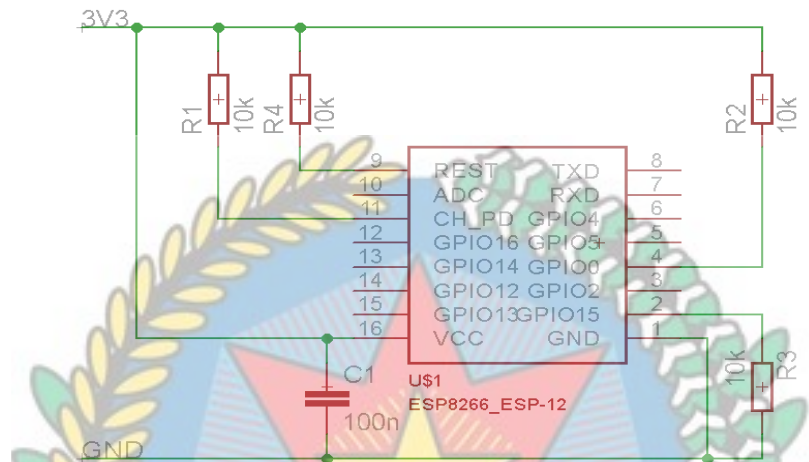 3V3
R1
10k
R4
10k
R2
10k
9 REST TXD 8
10 ADC RXD 7
11 CH_PD GPIO4 6
12 GPIO16 GPIO5 5
13 GPIO14 GPIO0 4
14 GPIO12 GPIO2 3
15 GPIO13 GPIO15 2
16 VCC GND 1
C1
100n
U$1
ESP8266_ESP-12
10k
R3
GND